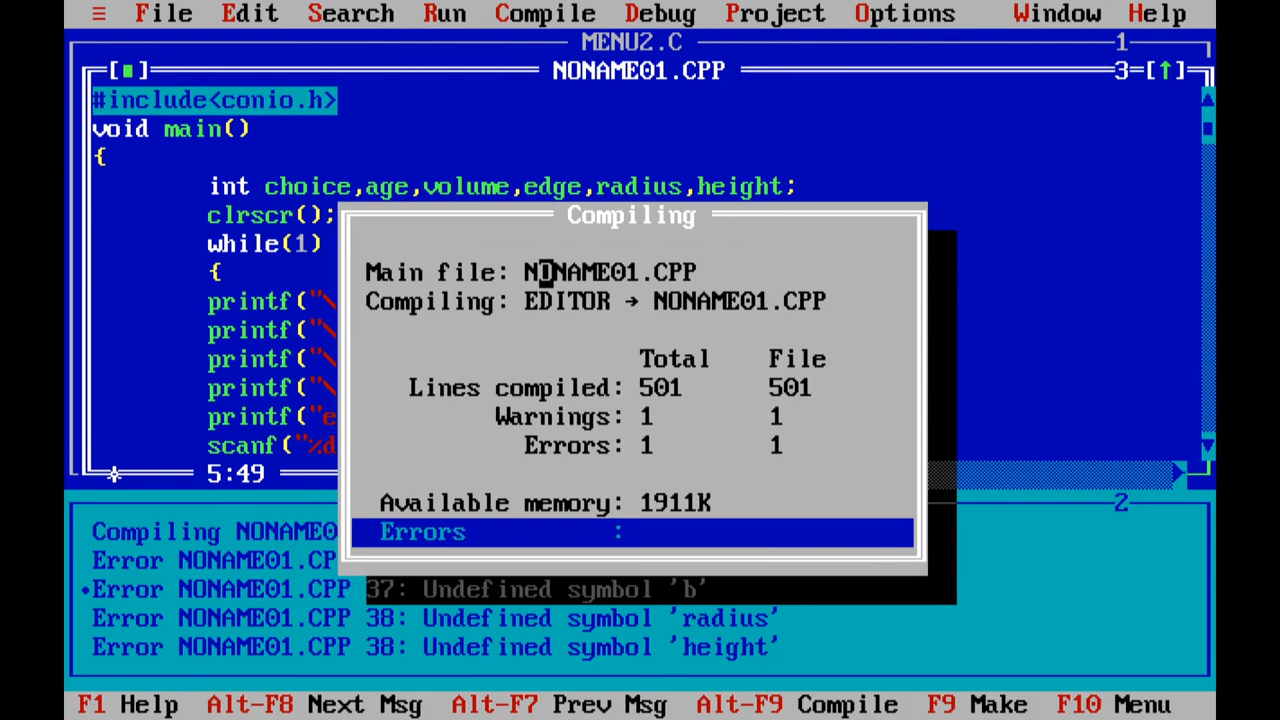 ≡ File Edit Search Run Compile Debug Project Options Window Help
MENU2.C 1
[■] NONAME01.CPP 3=[↑]
#include<conio.h>
void main()
{
int choice,age,volume,edge,radius,height;
clrscr();
while(1)
{
printf("\
printf("\
printf("\
printf("\
printf("e
scanf("%d
5:49
Compiling
Main file: NONAME01.CPP
Compiling: EDITOR → NONAME01.CPP
Total File
Lines compiled: 501 501
Warnings: 1 1
Errors: 1 1
Available memory: 1911K
Errors :
2
Compiling NONAME0
Error NONAME01.CP
•Error NONAME01.CPP 37: Undefined symbol 'b'
Error NONAME01.CPP 38: Undefined symbol 'radius'
Error NONAME01.CPP 38: Undefined symbol 'height'
F1 Help Alt-F8 Next Msg Alt-F7 Prev Msg Alt-F9 Compile F9 Make F10 Menu